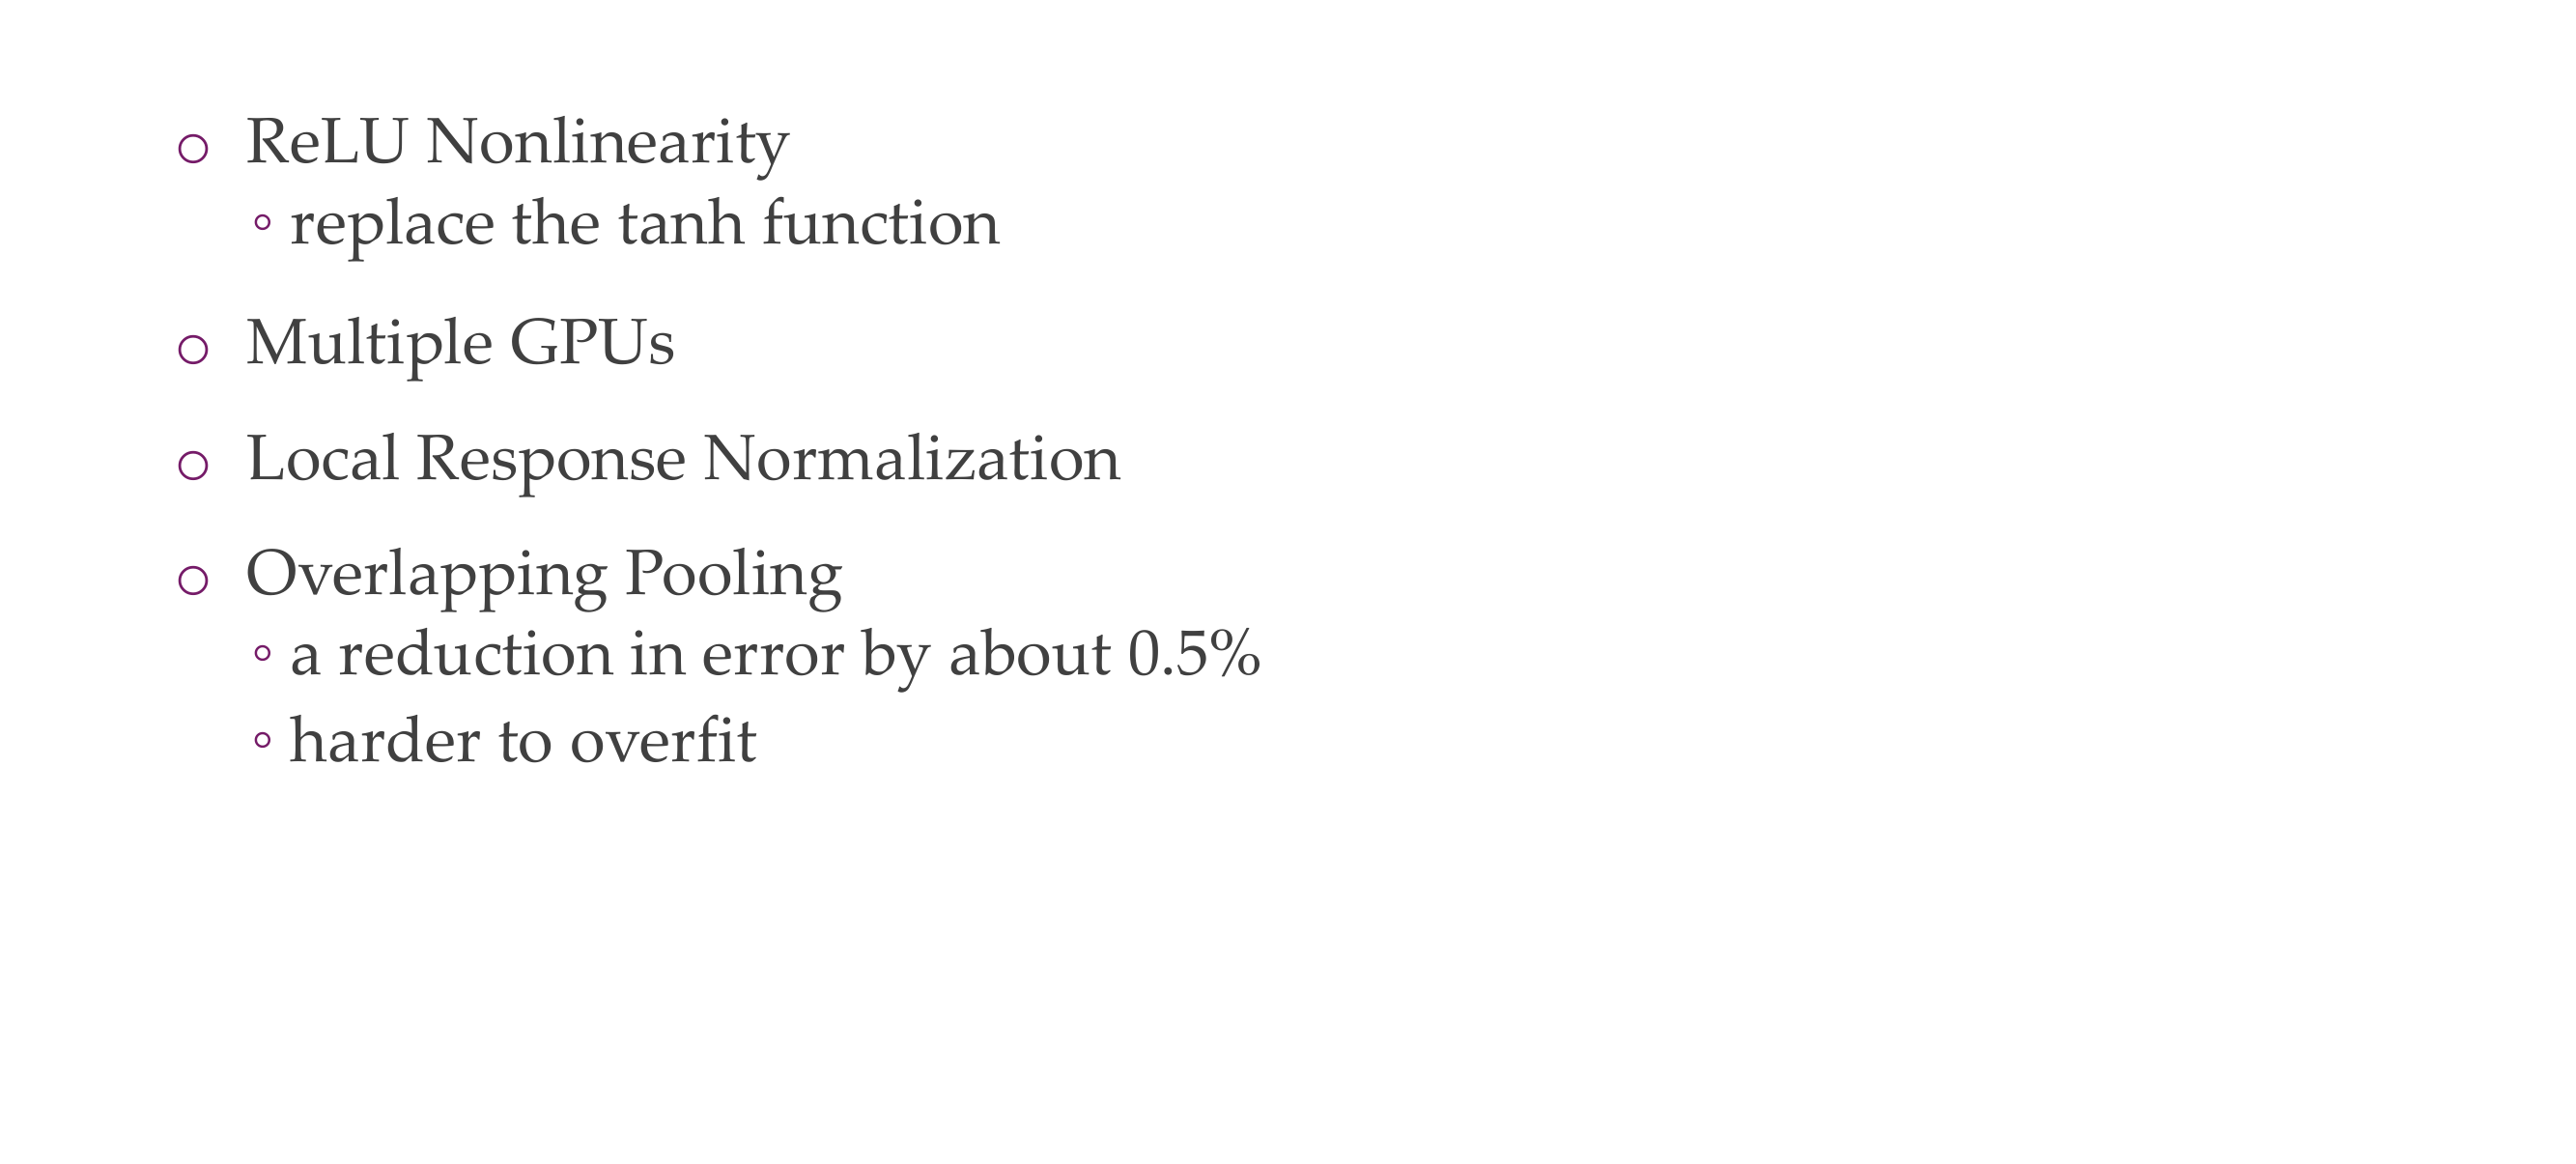 ReLU Nonlinearity
replace the tanh function
Multiple GPUs
Local Response Normalization
Overlapping Pooling
a reduction in error by about 0.5%
harder to overfit